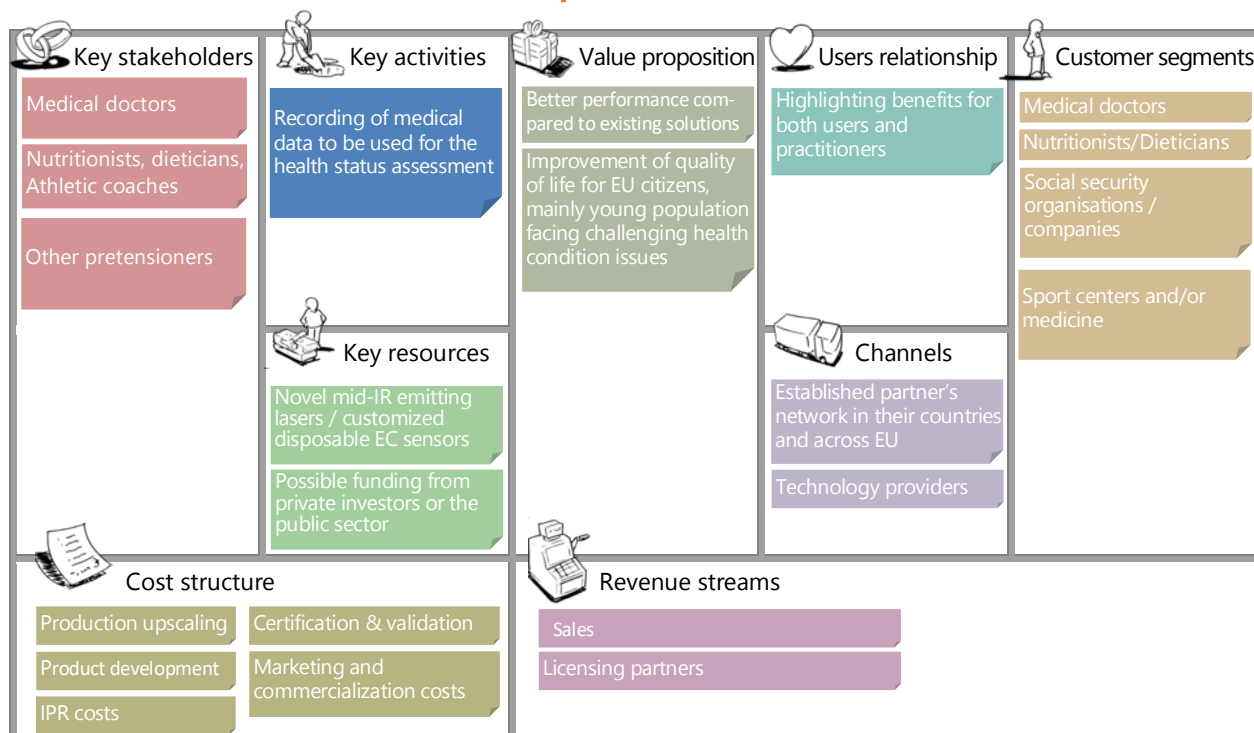 Key stakeholders
Medical doctors
Nutritionists, dieticians,
Athletic coaches
Other pretensioners
Key activities
Recording of medical
data to be used for the
health status assessment
Key resources
Novel mid-IR emitting
lasers / customized
disposable EC sensors
Possible funding from
private investors or the
public sector
Value proposition
Better performance com-
pared to existing solutions
Improvement of quality
of life for EU citizens,
mainly young population
facing challenging health
condition issues
Users relationship
Highlighting benefits for
both users and
practitioners
Channels
Established partner’s
network in their countries
and across EU
Technology providers
Customer segments
Medical doctors
Nutritionists/Dieticians
Social security
organisations /
companies
Sport centers and/or
medicine
Cost structure
Production upscaling
Product development
IPR costs
Certification & validation
Marketing and
commercialization costs
Revenue streams
Sales
Licensing partners